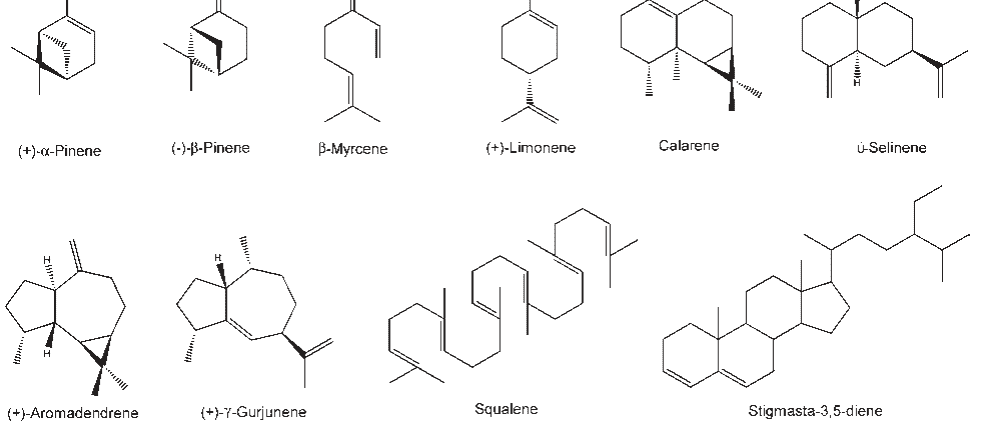 (+)-α-Pinene (-)-β-Pinene β-Myrcene (+)-Limonene Calarene ύ-Selinene
H
H
H
H
(+)-Aromadendrene (+)-γ-Gurjunene Squalene Stigmasta-3,5-diene